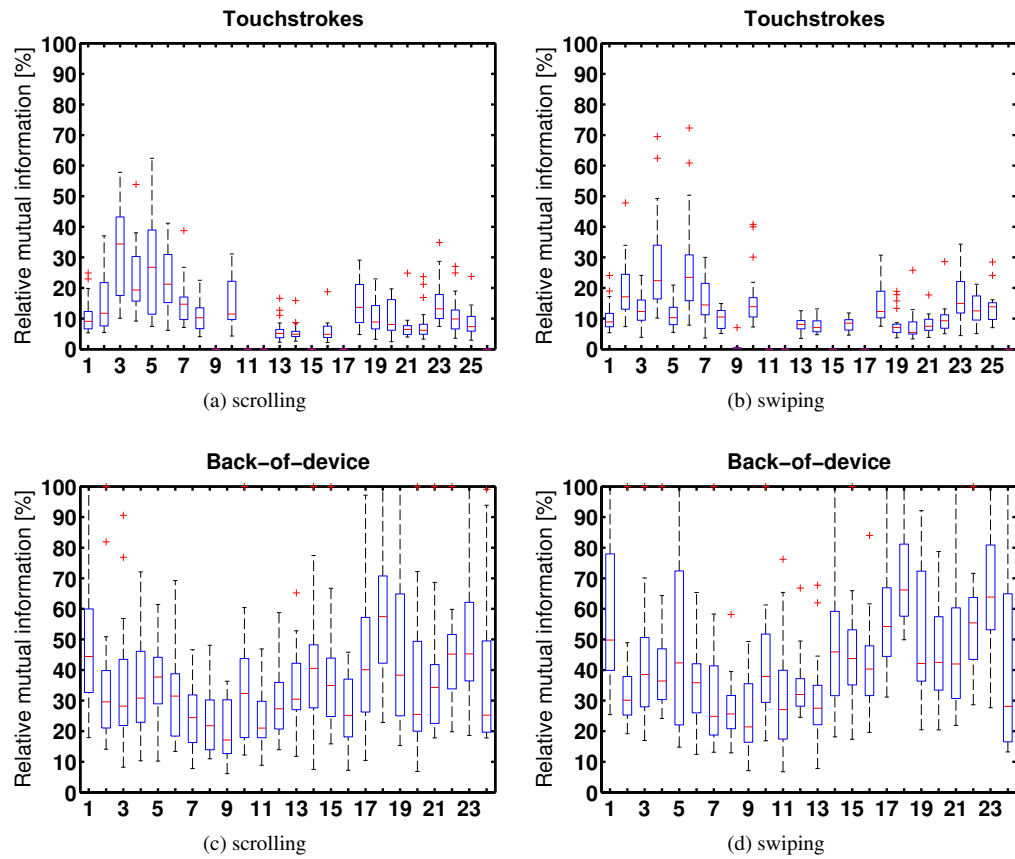 Touchstrokes
Relative mutual information [%]
100
90
80
70
60
50
40
30
20
10
0
1 3 5 7 9 11 13 15 17 19 21 23 25
(a) scrolling
Touchstrokes
Relative mutual information [%]
100
90
80
70
60
50
40
30
20
10
0
1 3 5 7 9 11 13 15 17 19 21 23 25
(b) swiping
Back−of−device
Relative mutual information [%]
100
90
80
70
60
50
40
30
20
10
0
1 3 5 7 9 11 13 15 17 19 21 23
(c) scrolling
Back−of−device
Relative mutual information [%]
100
90
80
70
60
50
40
30
20
10
0
1 3 5 7 9 11 13 15 17 19 21 23
(d) swiping